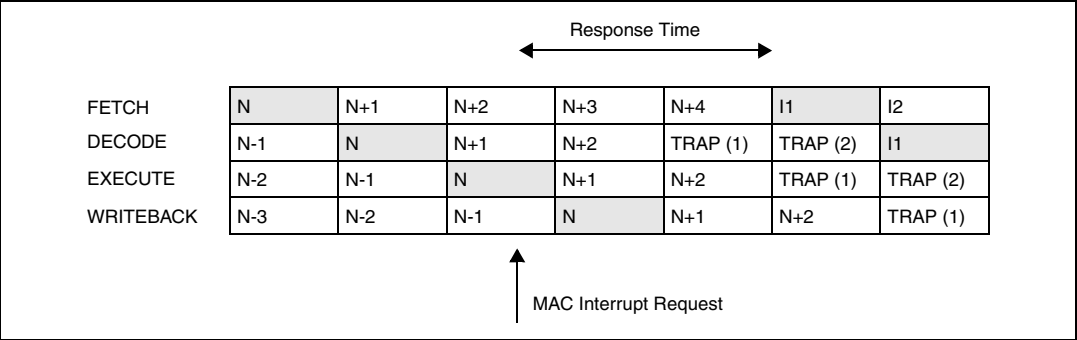 Response Time
FETCH N N+1 N+2 N+3 N+4 I1 I2
DECODE N-1 N N+1 N+2 TRAP (1) TRAP (2) I1
EXECUTE N-2 N-1 N N+1 N+2 TRAP (1) TRAP (2)
WRITEBACK N-3 N-2 N-1 N N+1 N+2 TRAP (1)
MAC Interrupt Request